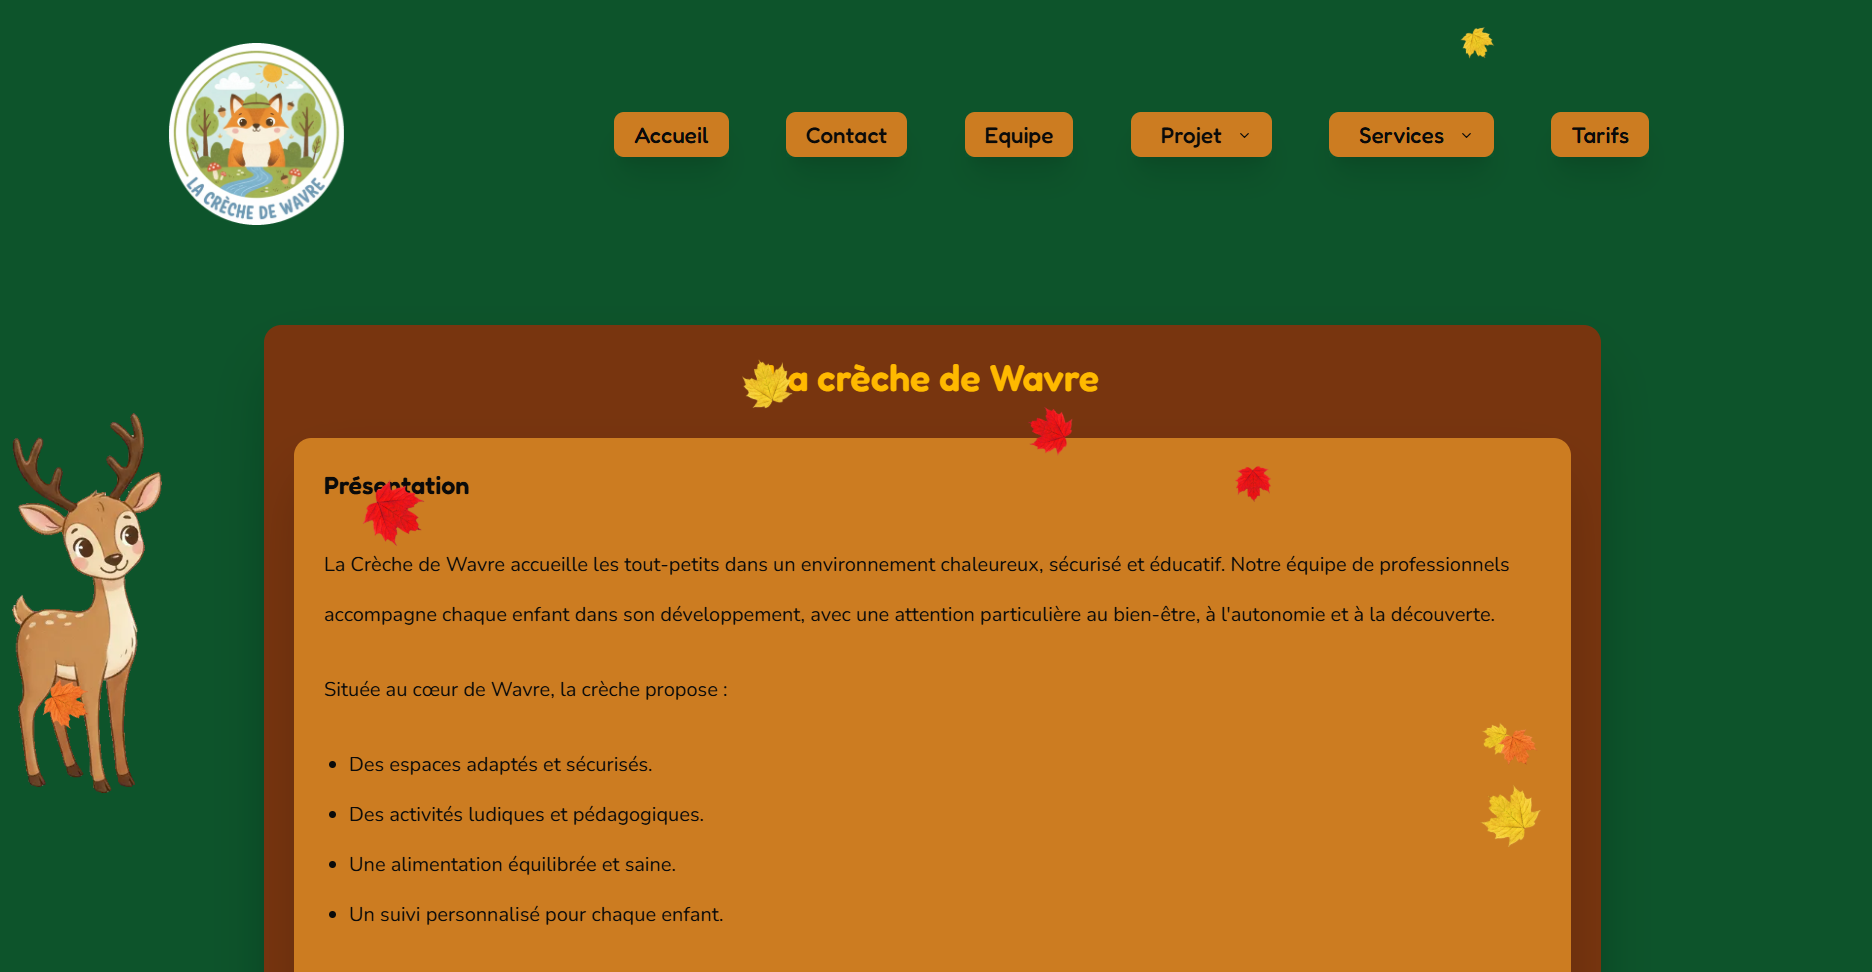 LA CRÈCHE DE WAVRE
Accueil
Contact
Equipe
Projet
Services
Tarifs
a crèche de Wavre
Présentation
La Crèche de Wavre accueille les tout-petits dans un environnement chaleureux, sécurisé et éducatif. Notre équipe de professionnels
accompagne chaque enfant dans son développement, avec une attention particulière au bien-être, à l'autonomie et à la découverte.
Située au cœur de Wavre, la crèche propose :
Des espaces adaptés et sécurisés.
Des activités ludiques et pédagogiques.
Une alimentation équilibrée et saine.
Un suivi personnalisé pour chaque enfant.